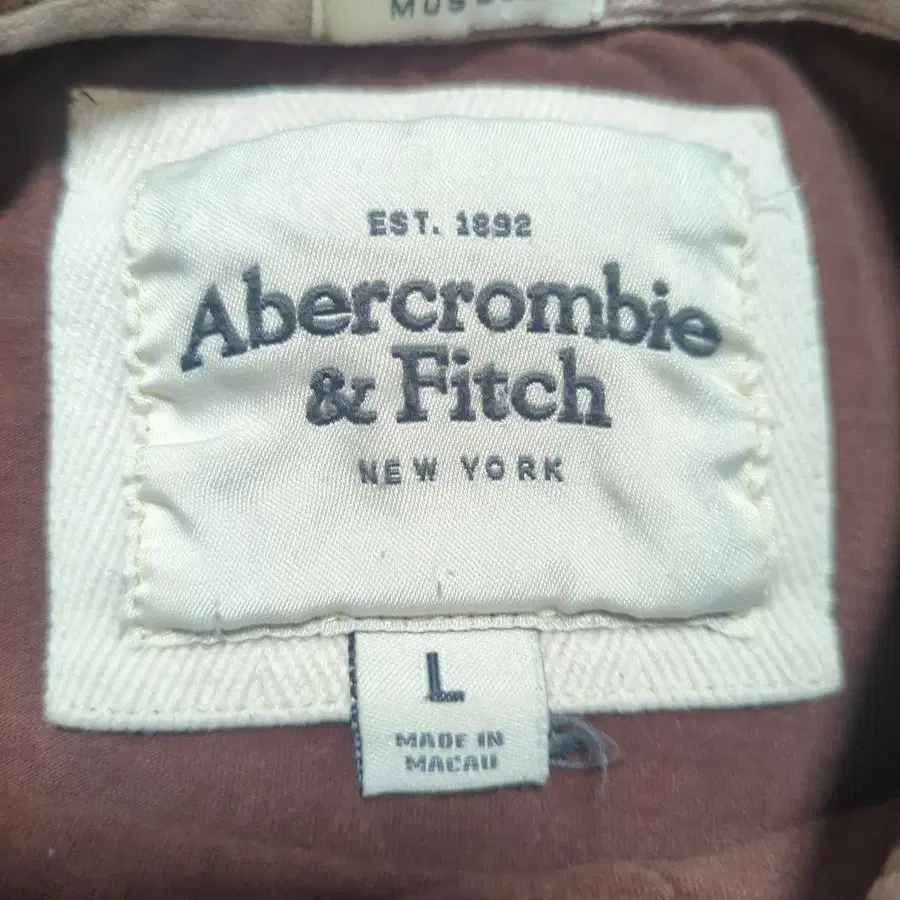 EST. 1892
Abercrombie
& Fitch
NEW YORK
L
MADE IN
MACAU